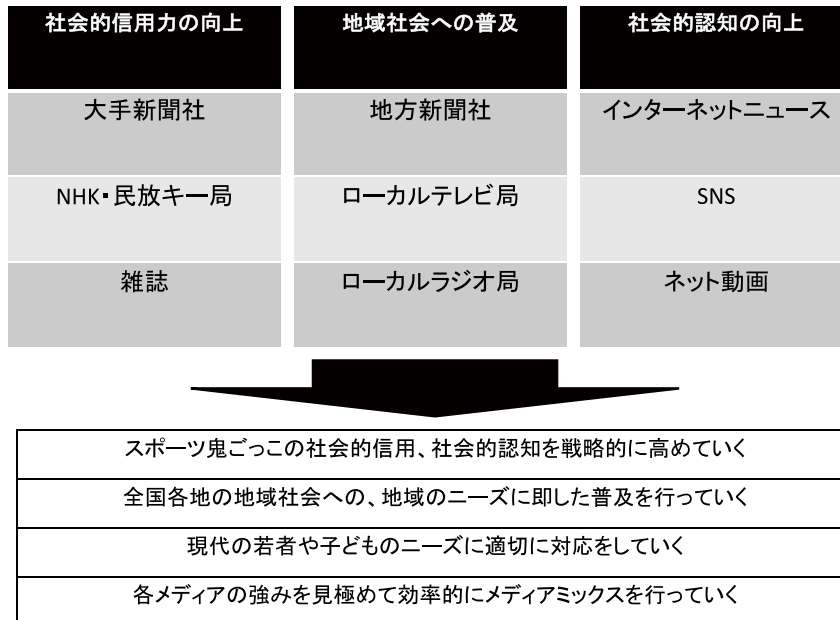 社会的信用力の向上
地域社会への普及
社会的認知の向上
大手新聞社
地方新聞社
インターネットニュース
NHK・民放キー局
ローカルテレビ局
SNS
雑誌
ローカルラジオ局
ネット動画
スポーツ鬼ごっこの社会的信用、社会的認知を戦略的に高めていく
全国各地の地域社会への、地域のニーズに即した普及を行っていく
現代の若者や子どものニーズに適切に対応をしていく
各メディアの強みを見極めて効率的にメディアミックスを行っていく